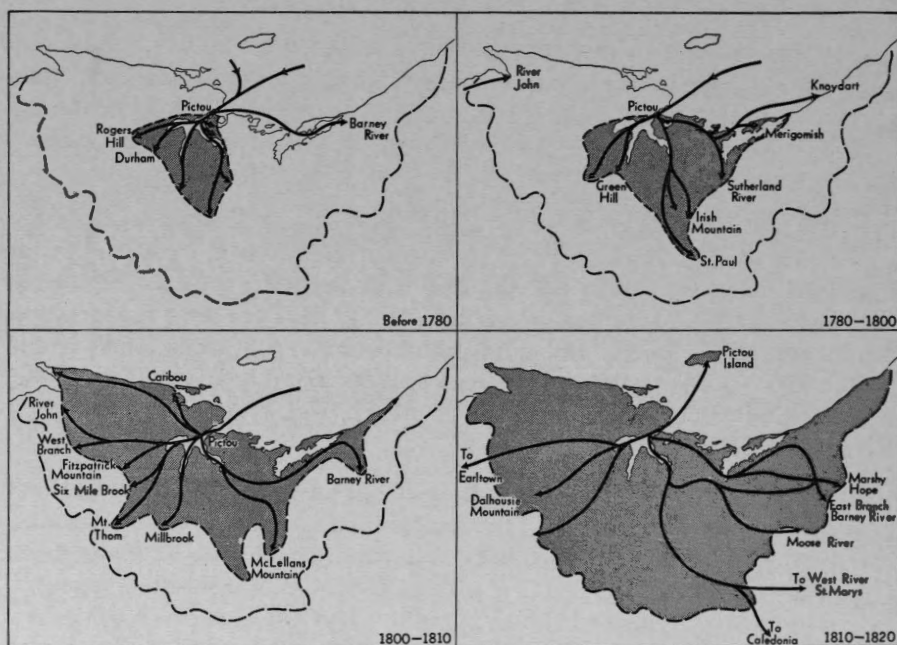 Pictou
Rogers
Hill
Durham
Barney
River
Before 1780
River
John
Pictou
Knoydart
Merigomish
Green
Hill
Sutherland
River
Irish
Mountain
St. Paul
1780–1800
Caribou
River
John
Pictou
West
Branch
Fitzpatrick
Mountain
Six Mile Brook
Barney River
Mt.
Thom
Millbrook
McLellans
Mountain
1800–1810
Pictou
Island
To
Earltown
Dalhousie
Mountain
Marshy
Hope
East Branch
Barney River
Moose River
To West River
St. Marys
To
Caledonia
1810–1820